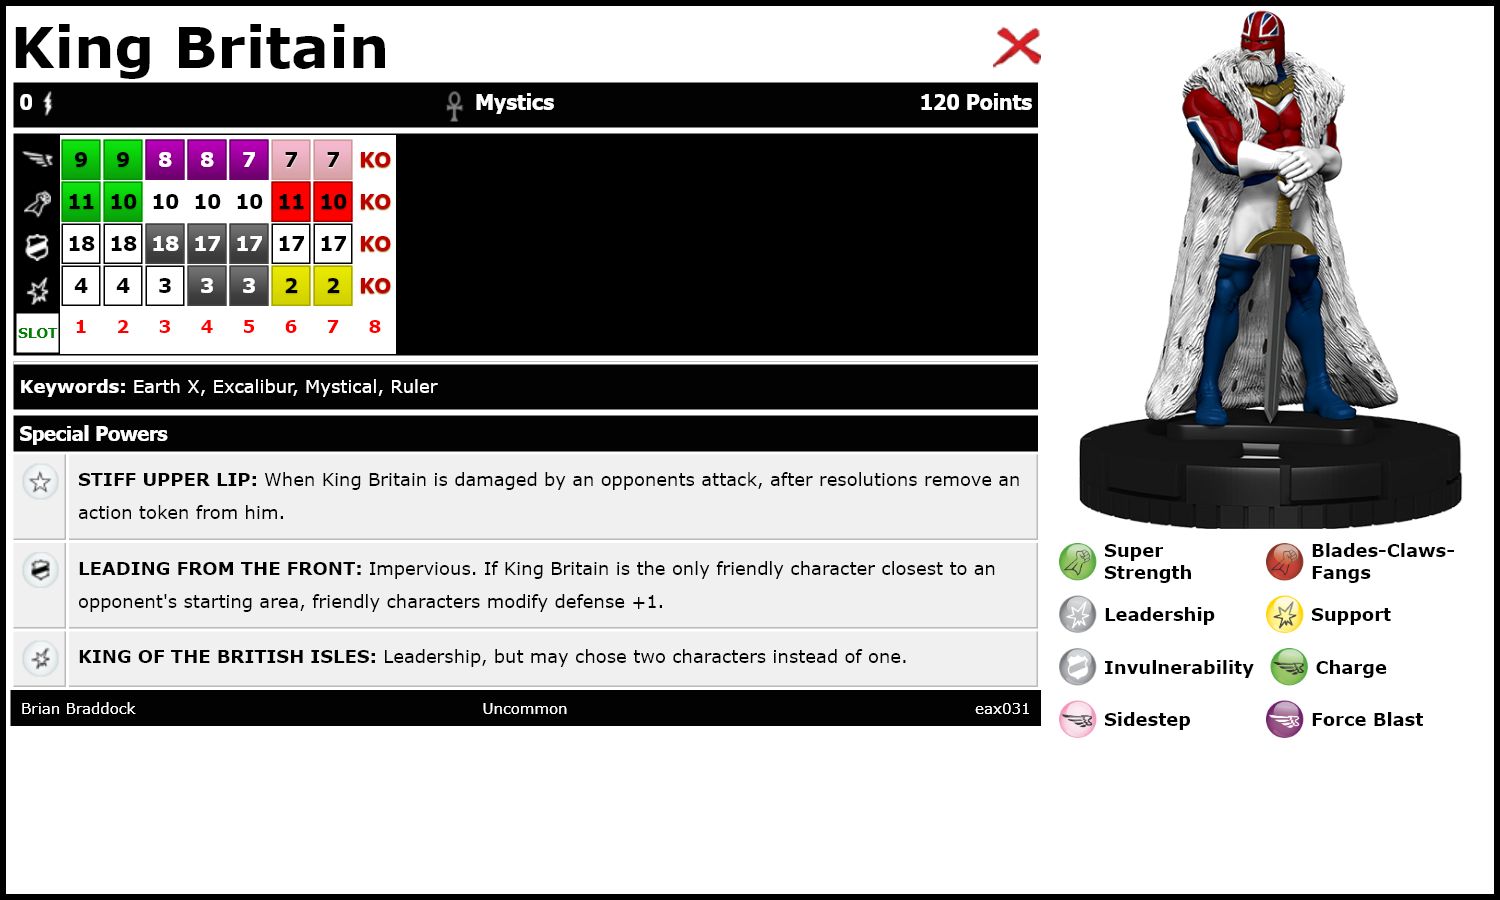 King Britain
0 Mystics 120 Points
9 9 8 8 7 7 7 KO
11 10 10 10 10 11 10 KO
18 18 18 17 17 17 17 KO
4 4 3 3 3 2 2 KO
SLOT 1 2 3 4 5 6 7 8
Keywords: Earth X, Excalibur, Mystical, Ruler
Special Powers
STIFF UPPER LIP: When King Britain is damaged by an opponents attack, after resolutions remove an
action token from him.
LEADING FROM THE FRONT: Impervious. If King Britain is the only friendly character closest to an
opponent's starting area, friendly characters modify defense +1.
KING OF THE BRITISH ISLES: Leadership, but may chose two characters instead of one.
Brian Braddock Uncommon eax031
Super
Strength
Blades-Claws-
Fangs
Leadership Support
Invulnerability Charge
Sidestep Force Blast